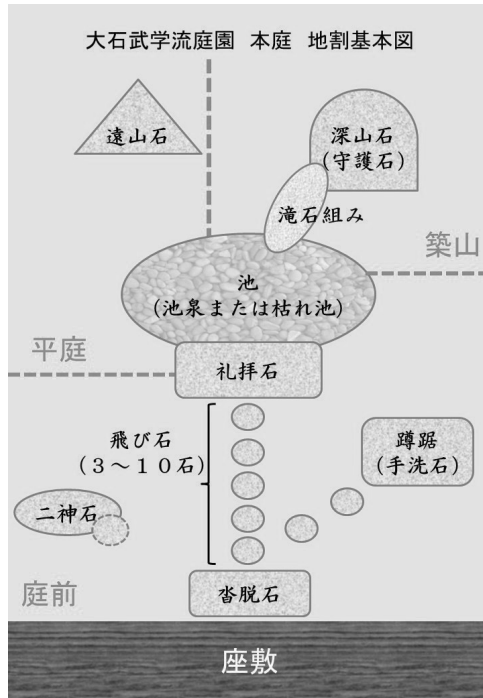 大石武学流庭園 本庭 地割基本図
遠山石
深山石
(守護石)
滝石組み
築山
池
(池泉または枯れ池)
平庭
礼拝石
飛び石
(3~10石)
蹲踞
(手洗石)
二神石
庭前
沓脱石
座敷